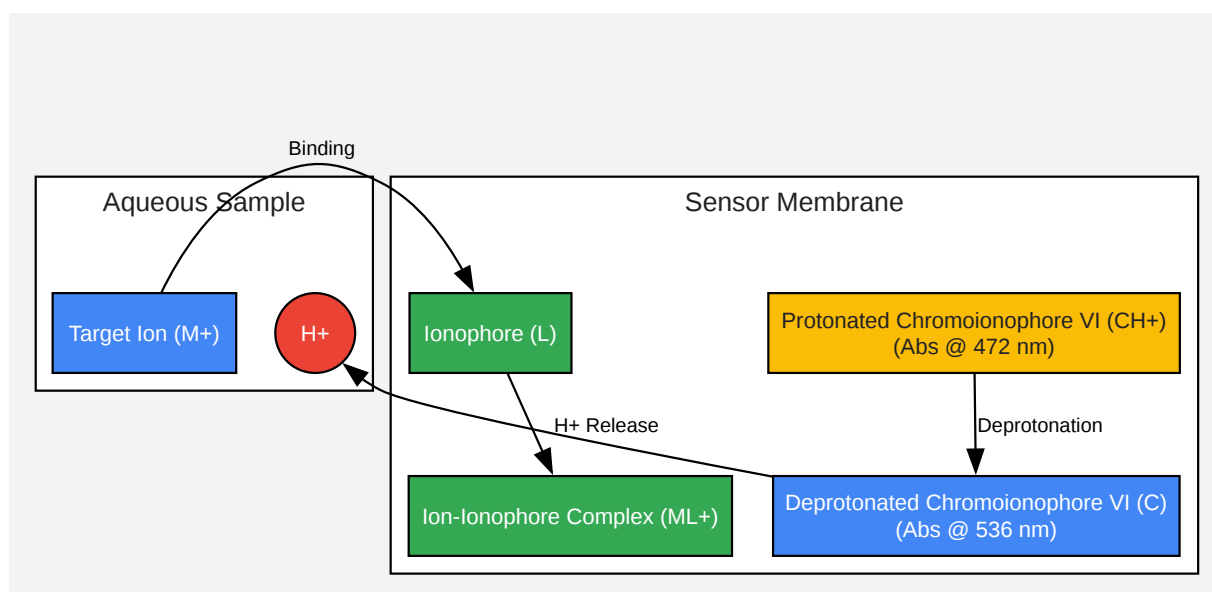 Binding
Aqueous Sample
Sensor Membrane
Target Ion (M+)
H+
Ionophore (L)
Protonated Chromoionophore VI (CH+)
(Abs @ 472 nm)
H+ Release
Deprotonation
Ion-Ionophore Complex (ML+)
Deprotonated Chromoionophore VI (C)
(Abs @ 536 nm)